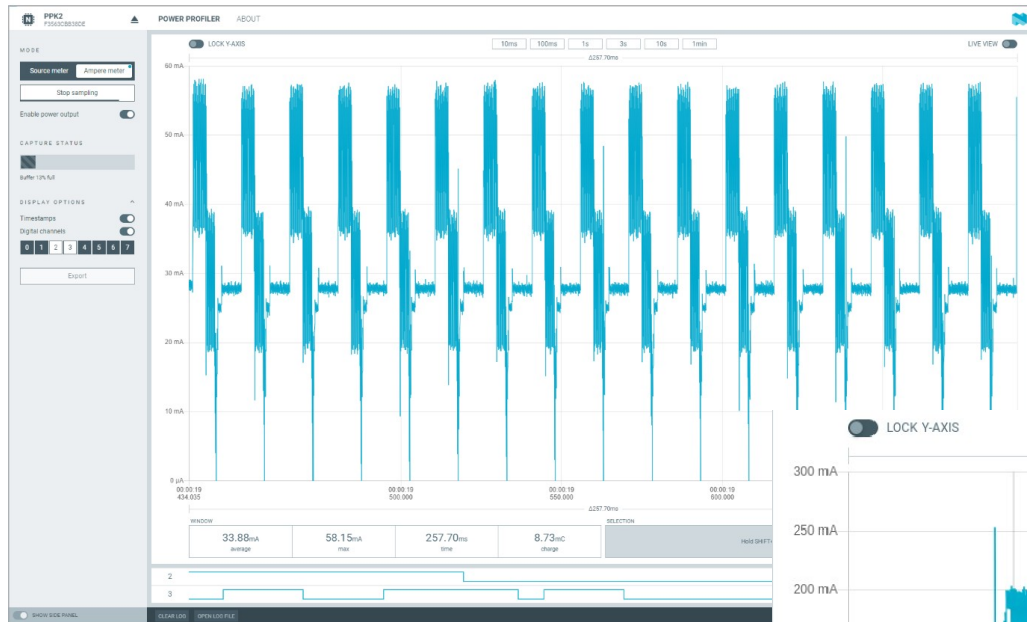 PPK2
F3563CBB38DE
POWER PROFILER ABOUT
MODE
Source meter Ampere meter
Stop sampling
Enable power output
CAPTURE STATUS
Buffer 13% full
DISPLAY OPTIONS
Timestamps
Digital channels
0 1 2 3 4 5 6 7
Export
SHOW SIDE PANEL
LOCK Y-AXIS 10ms 100ms 1s 3s 10s 1min LIVE VIEW
Δ257.70ms
60 mA
50 mA
40 mA
30 mA
20 mA
10 mA
0 µA
00:00:19 00:00:19 00:00:19 00:00:19
434.035 500.000 550.000 600.000
Δ257.70ms
WINDOW SELECTION
33.88mA 58.15mA 257.70ms 8.73mC
average max time charge
Hold SHIFT+
2
3
CLEAR LOG OPEN LOG FILE
LOCK Y-AXIS
300 mA
250 mA
200 mA